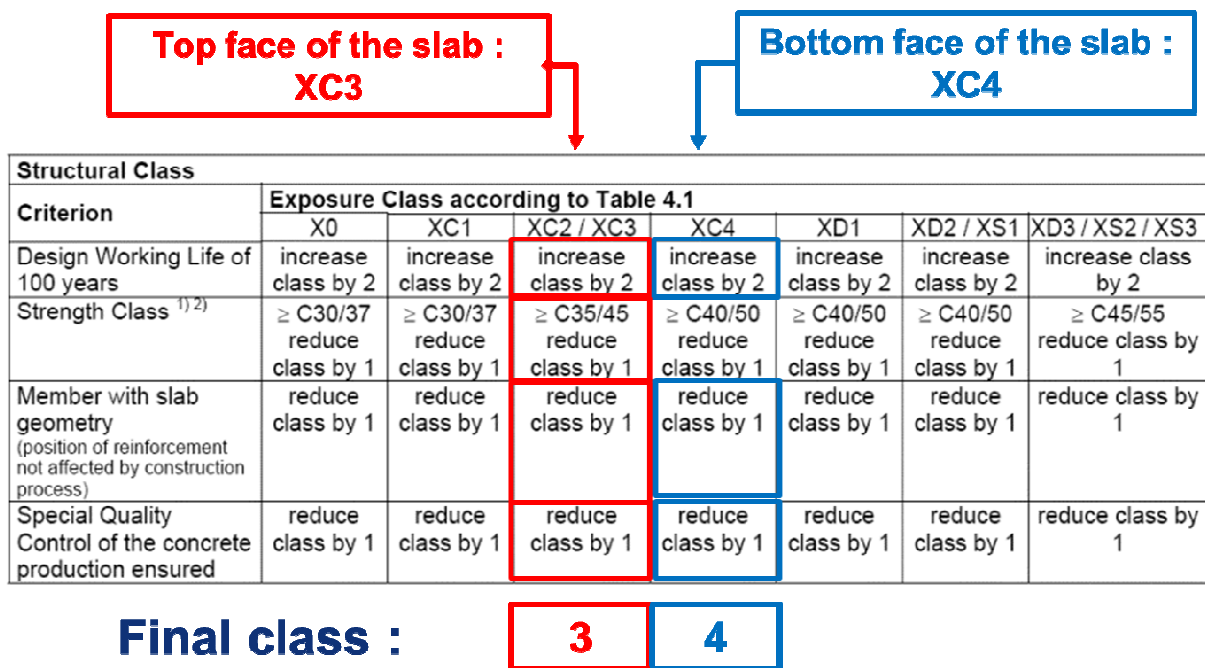 Top face of the slab :
XC3
Bottom face of the slab :
XC4
Structural Class
Criterion
Exposure Class according to Table 4.1
X0 XC1 XC2 / XC3 XC4 XD1 XD2 / XS1 XD3 / XS2 / XS3
Design Working Life of increase increase increase increase increase increase increase class
100 years class by 2 class by 2 class by 2 class by 2 class by 2 class by 2 by 2
Strength Class 1) 2) ≥ C30/37 ≥ C30/37 ≥ C35/45 ≥ C40/50 ≥ C40/50 ≥ C40/50 ≥ C45/55
reduce reduce reduce reduce reduce reduce reduce class by
class by 1 class by 1 class by 1 class by 1 class by 1 class by 1 1
Member with slab reduce reduce reduce reduce reduce reduce reduce class by
geometry class by 1 class by 1 class by 1 class by 1 class by 1 class by 1 1
(position of reinforcement
not affected by construction
process)
Special Quality reduce reduce reduce reduce reduce reduce reduce class by
Control of the concrete class by 1 class by 1 class by 1 class by 1 class by 1 class by 1 1
production ensured
Final class : 3 4